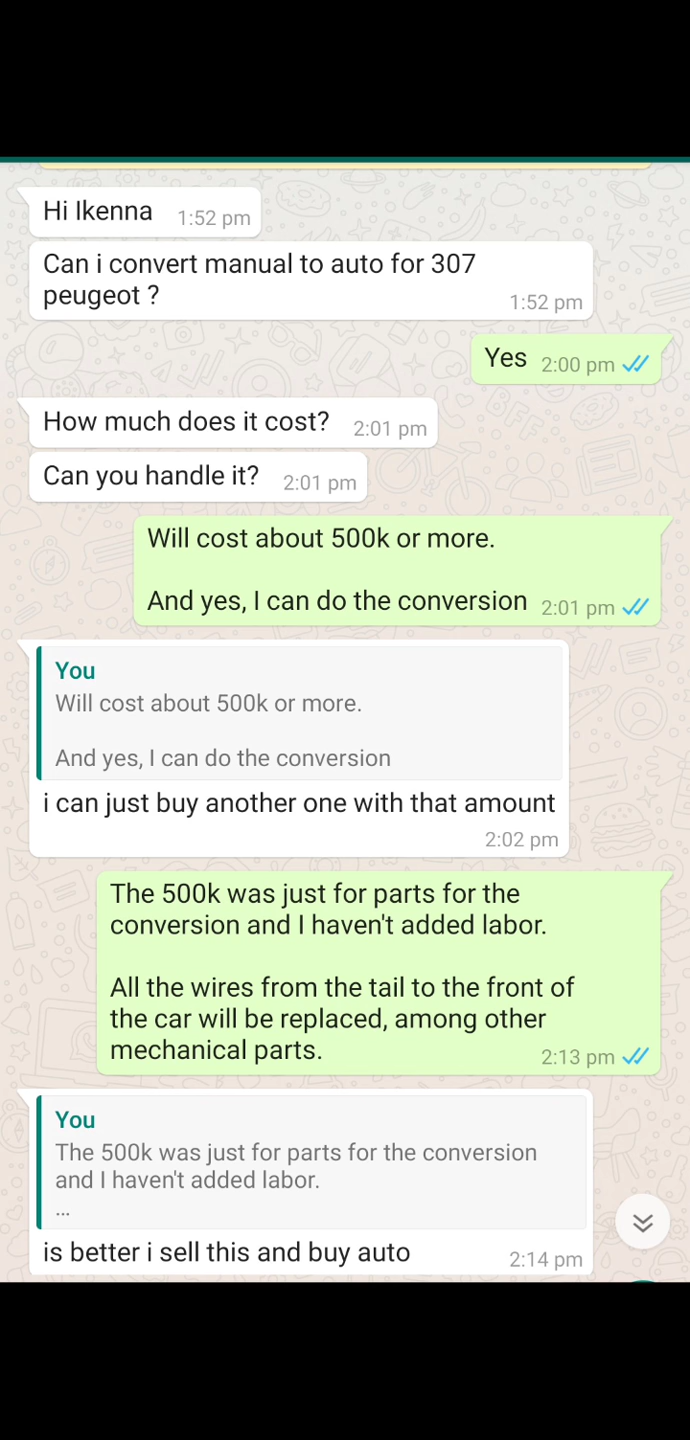 Hi Ikenna 1:52 pm
Can i convert manual to auto for 307
peugeot ? 1:52 pm
Yes 2:00 pm
How much does it cost? 2:01 pm
Can you handle it? 2:01 pm
Will cost about 500k or more.
And yes, I can do the conversion 2:01 pm
You
Will cost about 500k or more.
And yes, I can do the conversion
i can just buy another one with that amount
2:02 pm
The 500k was just for parts for the
conversion and I haven't added labor.
All the wires from the tail to the front of
the car will be replaced, among other
mechanical parts. 2:13 pm
You
The 500k was just for parts for the conversion
and I haven't added labor.
...
is better i sell this and buy auto 2:14 pm